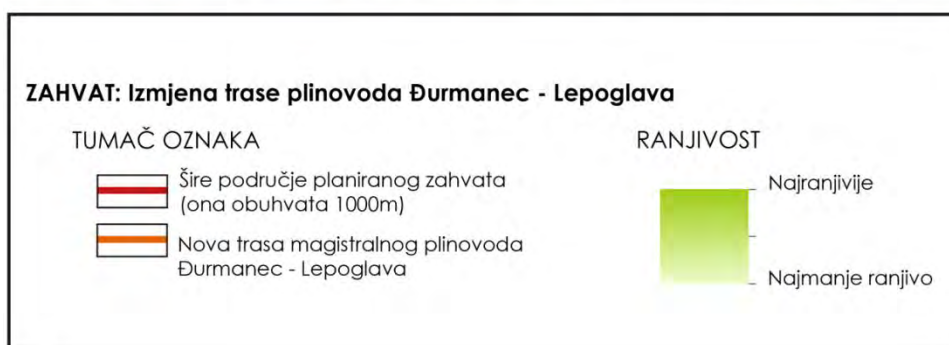 ZAHVAT: Izmjena trase plinovoda Đurmanec - Lepoglava
TUMAČ OZNAKA
Šire područje planiranog zahvata
(ona obuhvata 1000m)
Nova trasa magistralnog plinovoda
Đurmanec - Lepoglava
RANJIVOST
Najranjivije
Najmanje ranjivo